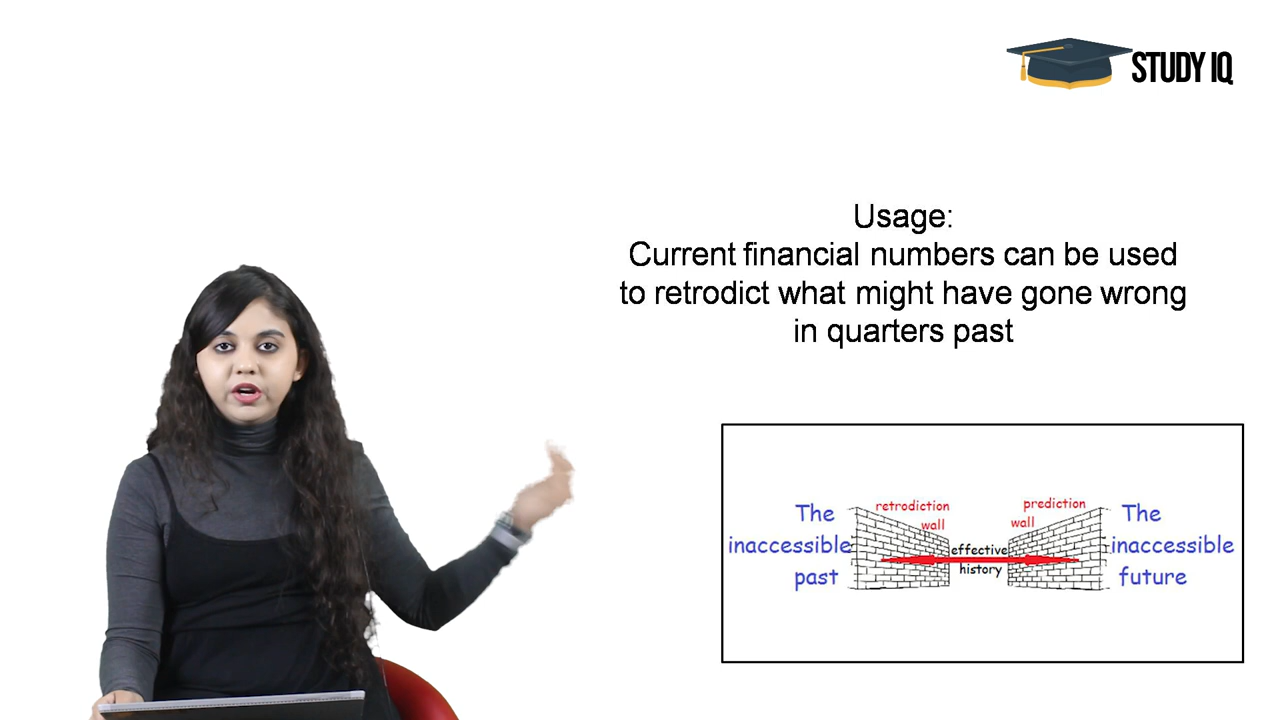 STUDY IQ
Usage:
Current financial numbers can be used
to retrodict what might have gone wrong
in quarters past
The
inaccessible
past
retrodiction
wall
effective
history
prediction
wall
The
inaccessible
future